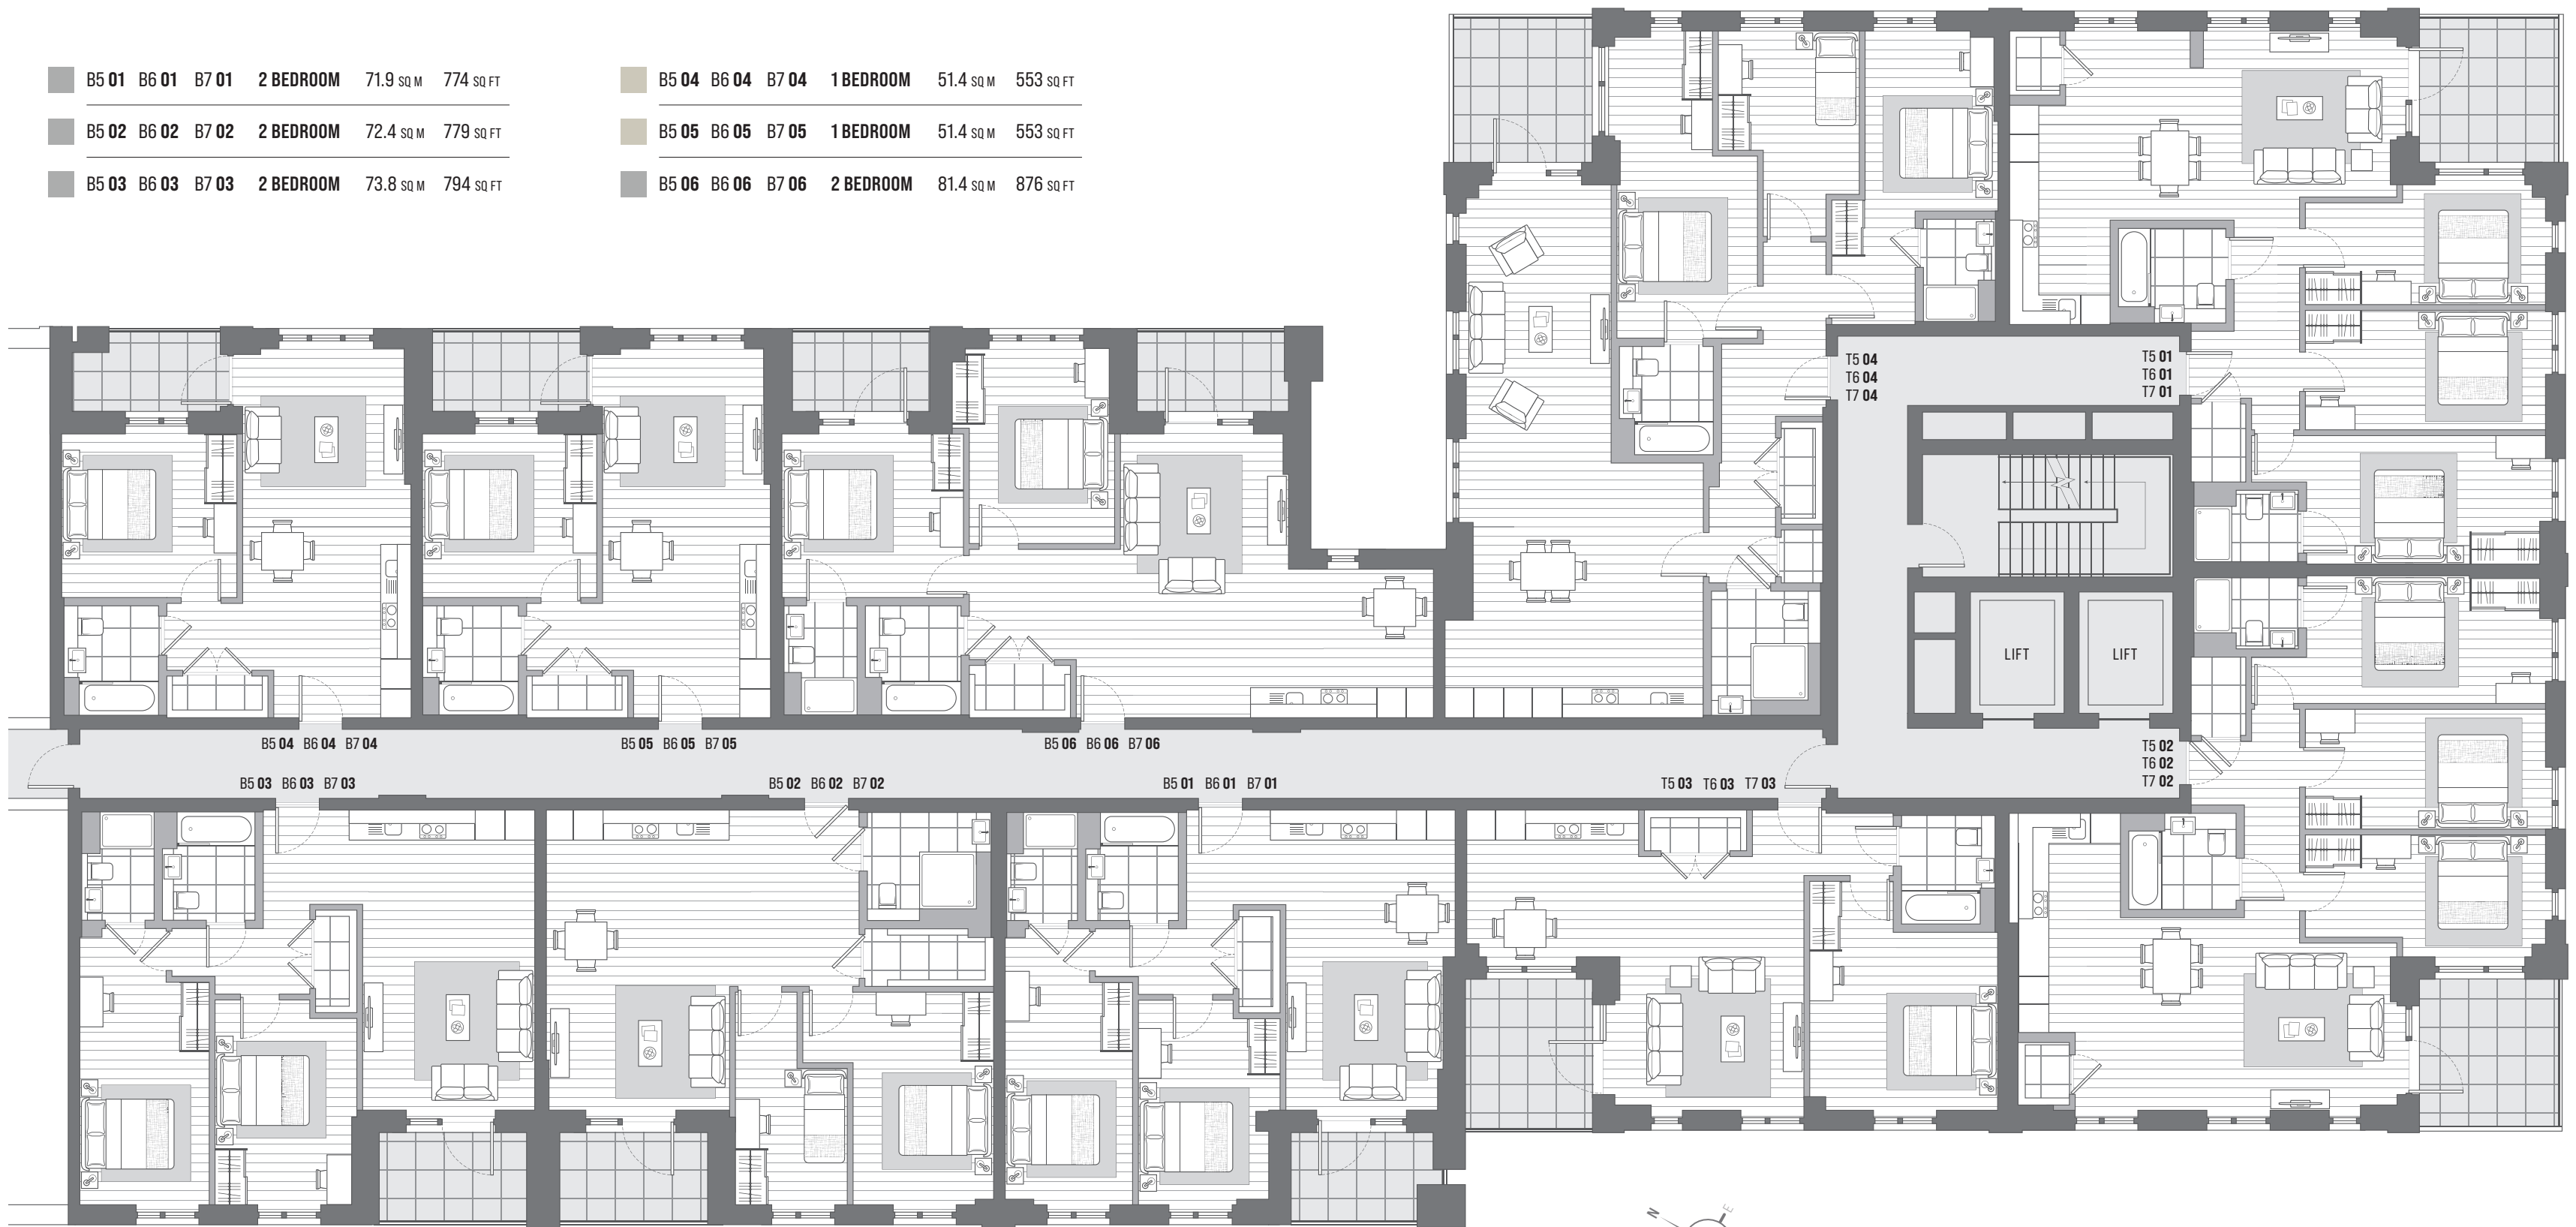 B5 01 B6 01 B7 01 2 BEDROOM 71.9 SQ M 774 SQ FT
B5 02 B6 02 B7 02 2 BEDROOM 72.4 SQ M 779 SQ FT
B5 03 B6 03 B7 03 2 BEDROOM 73.8 SQ M 794 SQ FT
B5 04 B6 04 B7 04 1 BEDROOM 51.4 SQ M 553 SQ FT
B5 05 B6 05 B7 05 1 BEDROOM 51.4 SQ M 553 SQ FT
B5 06 B6 06 B7 06 2 BEDROOM 81.4 SQ M 876 SQ FT
T5 04
T6 04
T7 04
T5 01
T6 01
T7 01
LIFT
LIFT
B5 04 B6 04 B7 04
B5 05 B6 05 B7 05
B5 06 B6 06 B7 06
T5 02
T6 02
T7 02
B5 03 B6 03 B7 03
B5 02 B6 02 B7 02
B5 01 B6 01 B7 01
T5 03 T6 03 T7 03
N
E